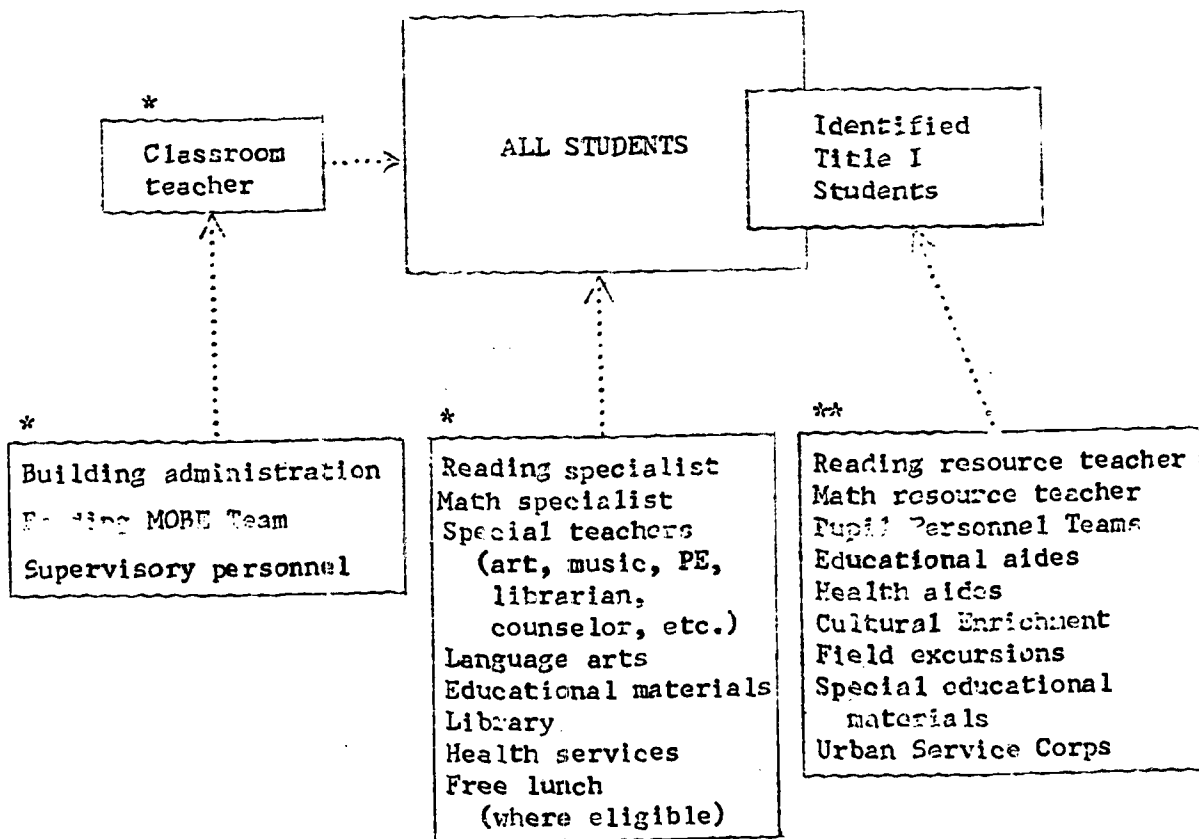 *
Classroom
teacher
ALL STUDENTS
Identified
Title I
Students
*
Building administration
MOBE Team
Supervisory personnel
*
Reading specialist
Math specialist
Special teachers
(art, music, PE,
librarian,
counselor, etc.)
Language arts
Educational materials
Library
Health services
Free lunch
(where eligible)
**
Reading resource teacher
Math resource teacher
Pupil Personnel Teams
Educational aides
Health aides
Cultural Enrichment
Field excursions
Special educational
materials
Urban Service Corps